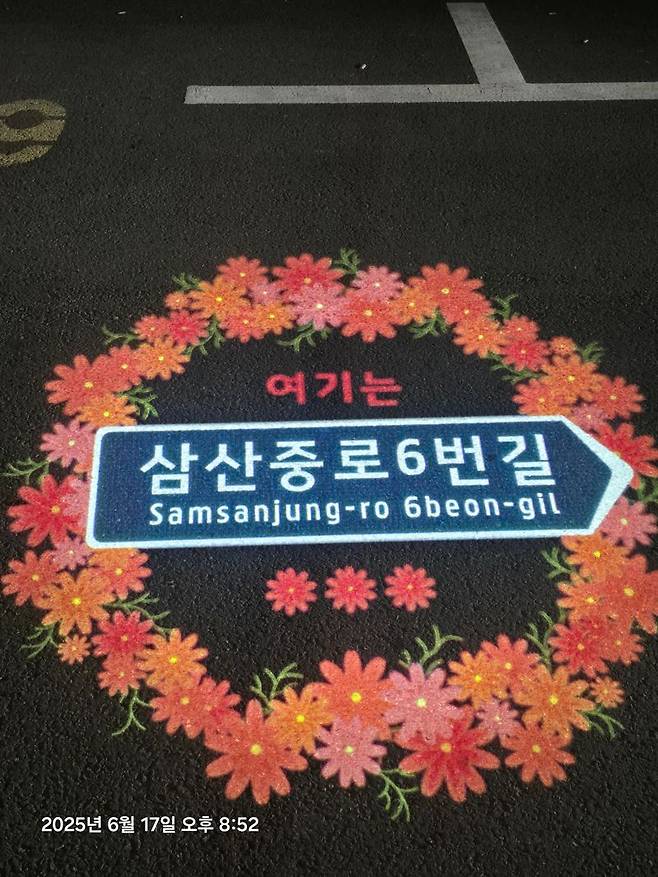 여기는
삼산중로6번길
Samsanjung-ro 6beon-gil
2025년 6월 17일 오후 8:52